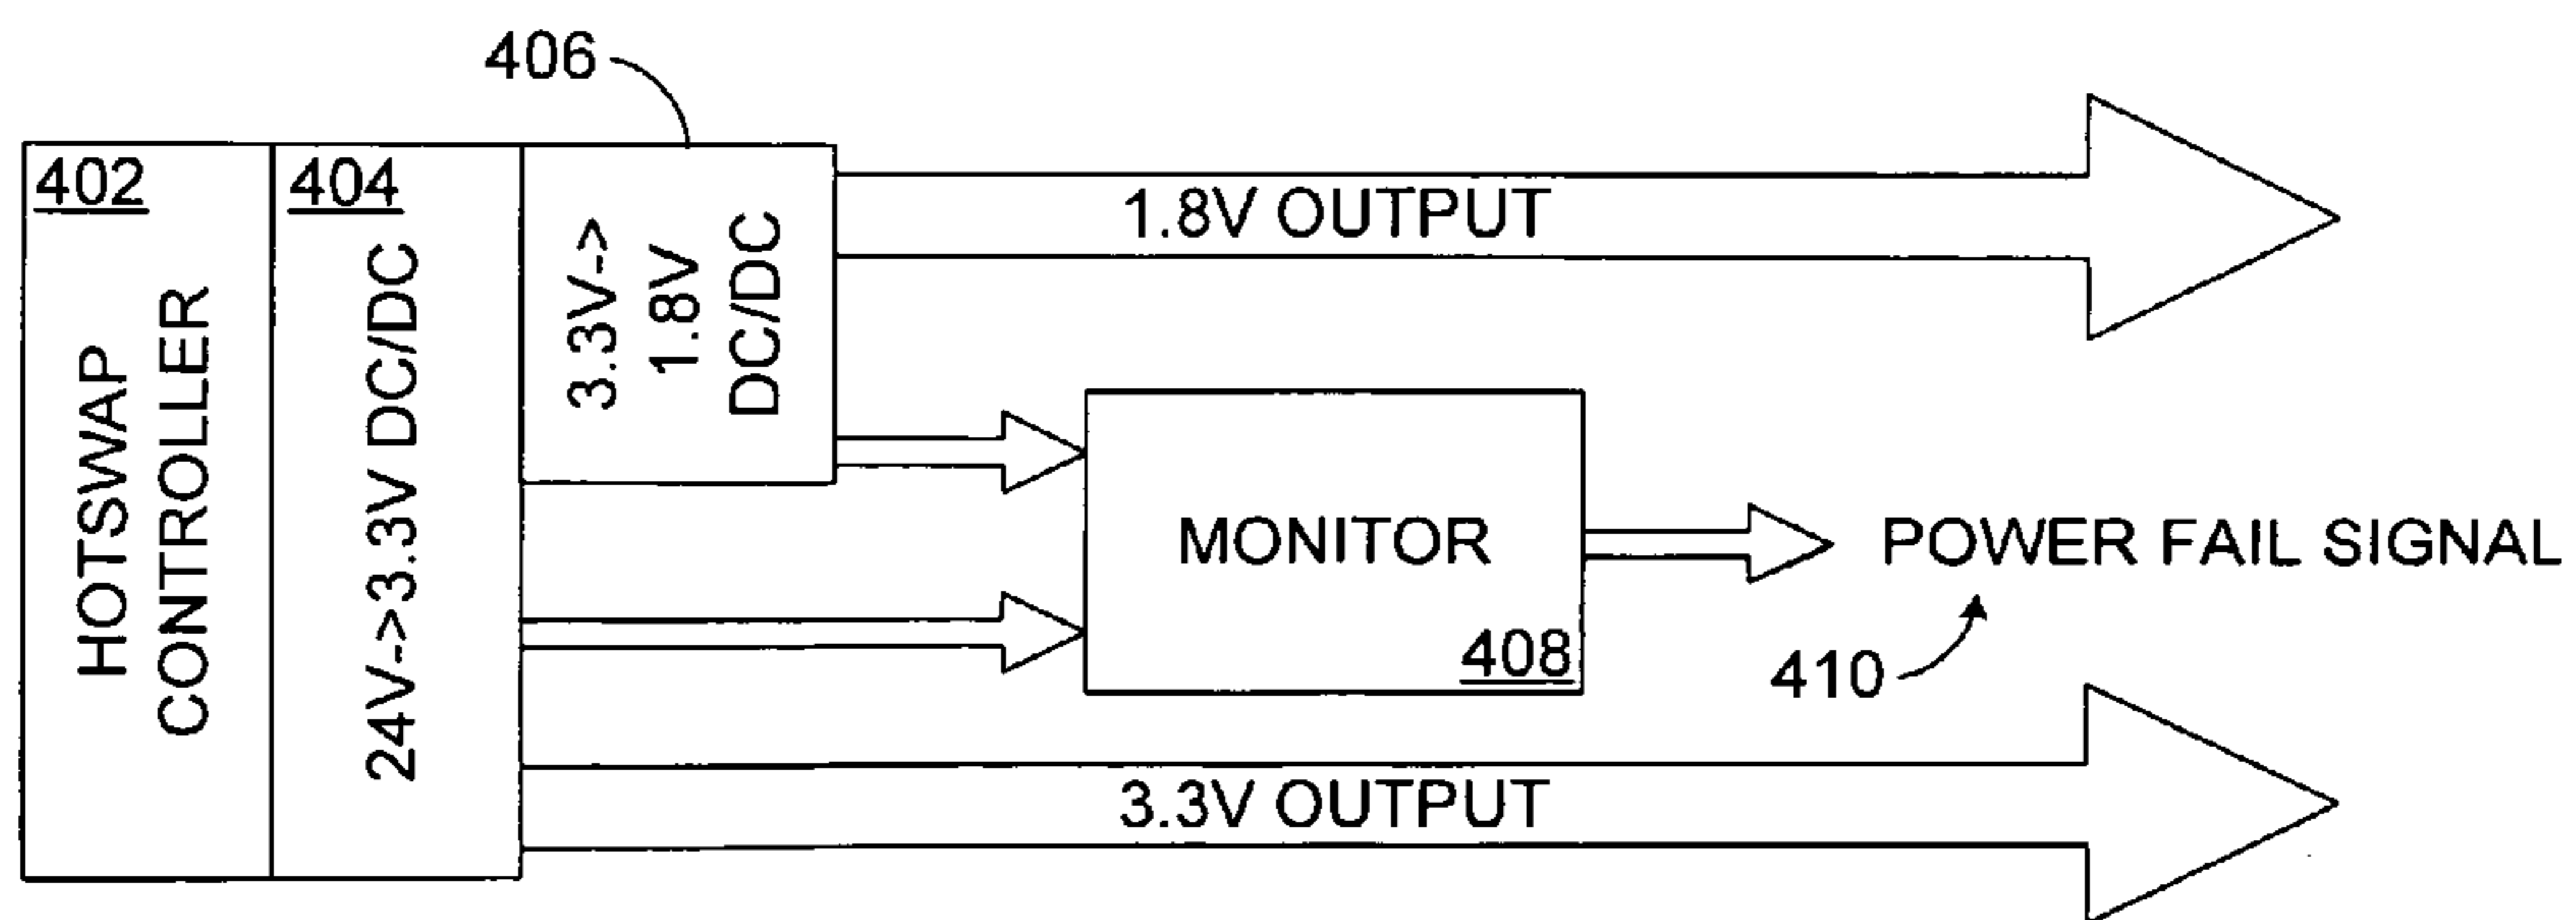 406
402
HOTSWAP
CONTROLLER
404
24V->3.3V DC/DC
3.3V->
1.8V
DC/DC
1.8V OUTPUT
MONITOR
408
POWER FAIL SIGNAL
410
3.3V OUTPUT